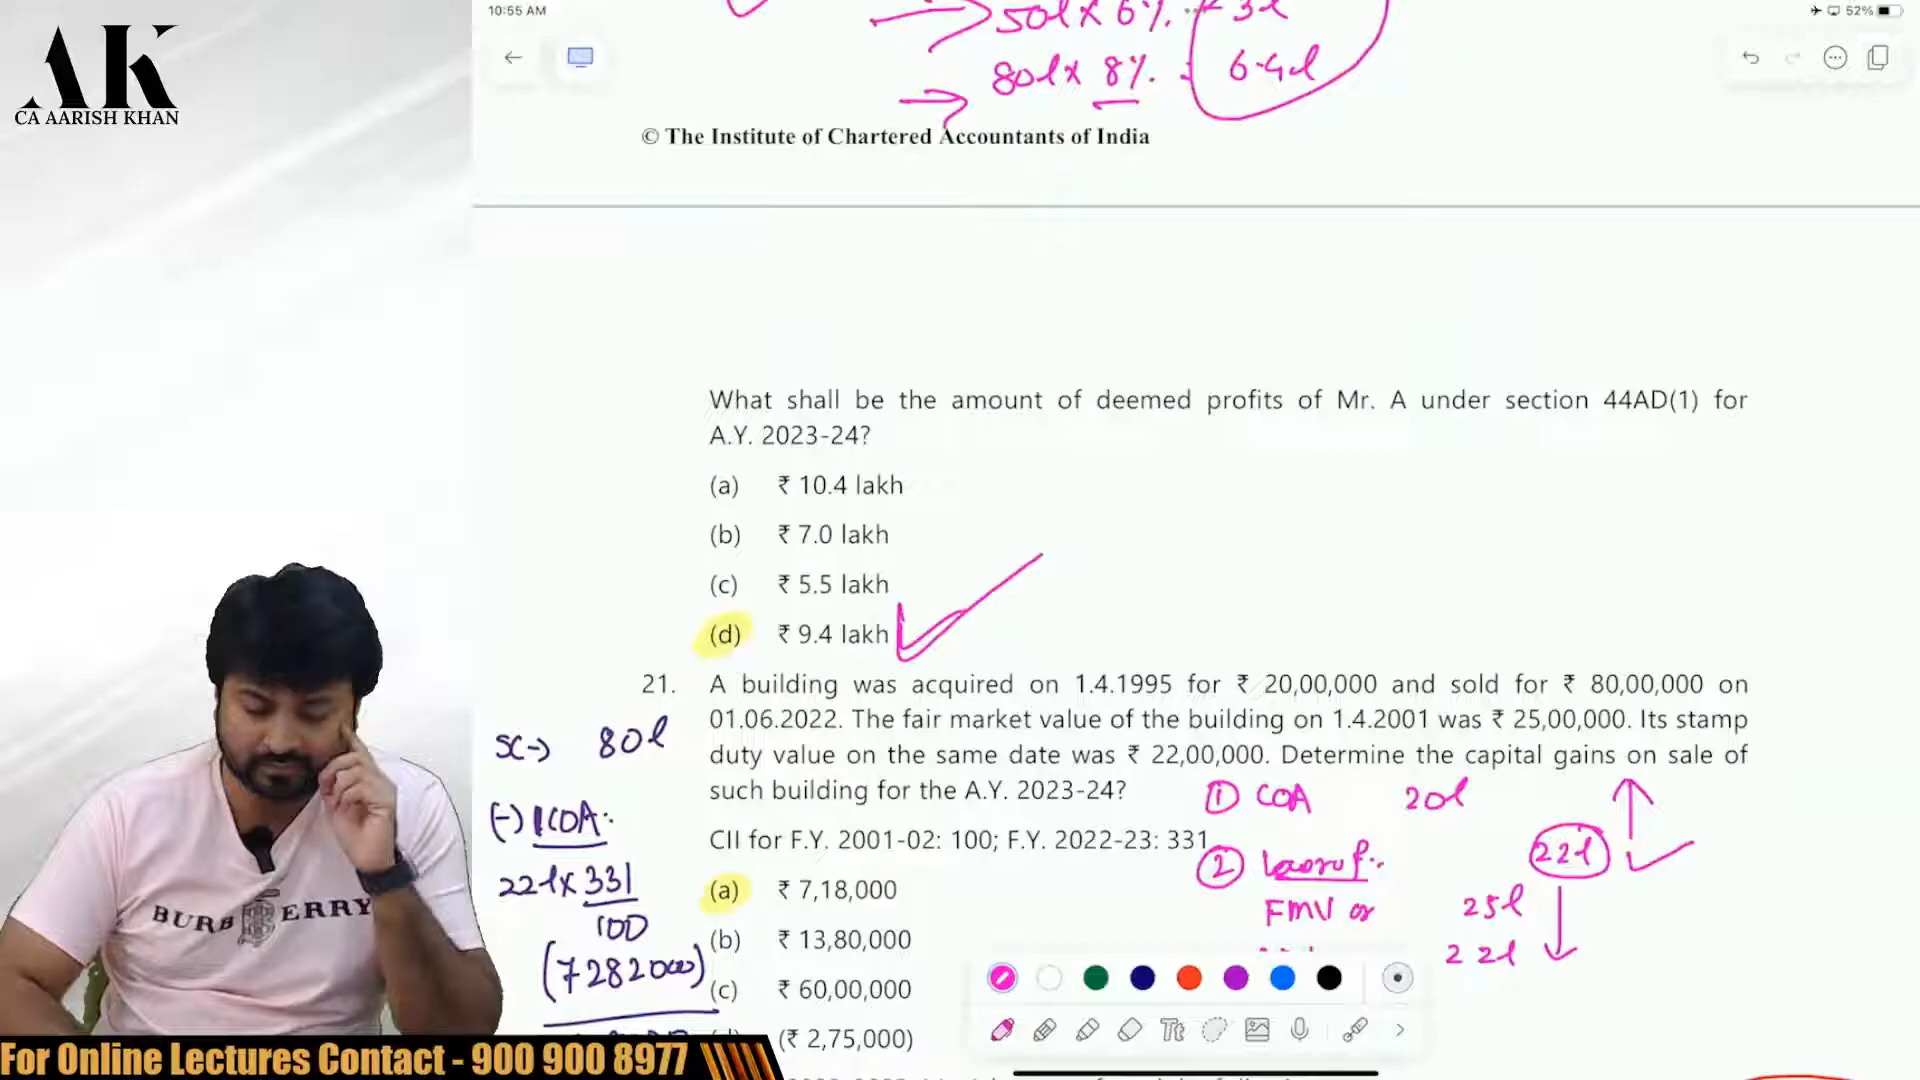 10:55 AM
52%
AK
CA AARISH KHAN
50l x 6% = 3l
80l x 8% = 6.4l
© The Institute of Chartered Accountants of India
What shall be the amount of deemed profits of Mr. A under section 44AD(1) for
A.Y. 2023-24?
(a) ₹ 10.4 lakh
(b) ₹ 7.0 lakh
(c) ₹ 5.5 lakh
(d) ₹ 9.4 lakh
21. A building was acquired on 1.4.1995 for ₹ 20,00,000 and sold for ₹ 80,00,000 on
01.06.2022. The fair market value of the building on 1.4.2001 was ₹ 25,00,000. Its stamp
duty value on the same date was ₹ 22,00,000. Determine the capital gains on sale of
such building for the A.Y. 2023-24?
CII for F.Y. 2001-02: 100; F.Y. 2022-23: 331
(a) ₹ 7,18,000
(b) ₹ 13,80,000
(c) ₹ 60,00,000
(₹ 2,75,000)
SC→ 80l
(-) ICOA:
22l x 331
100
(7282000)
① COA 20l
② Lower of.
FMV or 25l
22l
22l
Tt
BURBERRY
For Online Lectures Contact - 900 900 8977